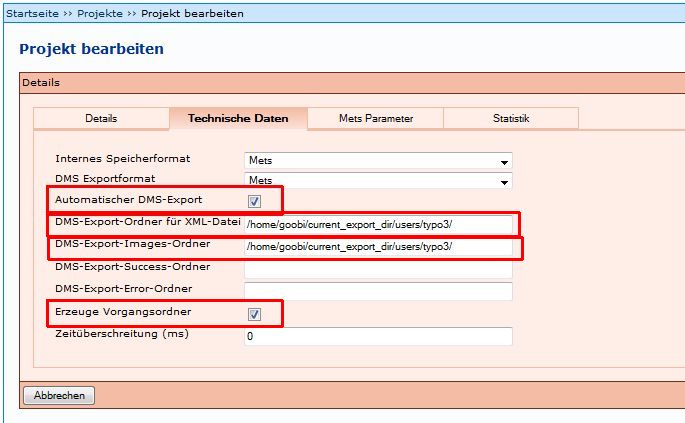 Startseite >> Projekte >> Projekt bearbeiten
Projekt bearbeiten
Details
Details Technische Daten Mets Parameter Statistik
Internes Speicherformat Mets
DMS Exportformat Mets
Automatischer DMS-Export
DMS-Export-Ordner für XML-Datei /home/goobi/current_export_dir/users/typo3/
DMS-Export-Images-Ordner /home/goobi/current_export_dir/users/typo3/
DMS-Export-Success-Ordner
DMS-Export-Error-Ordner
Erzeuge Vorgangsordner
Zeitüberschreitung (ms) 0
Abbrechen